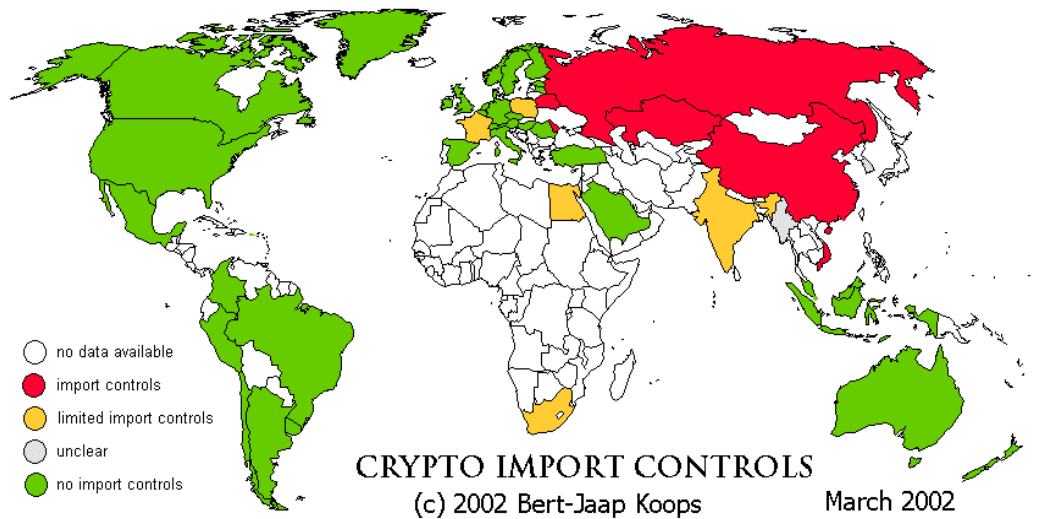 no data available
import controls
limited import controls
unclear
no import controls
CRYPTO IMPORT CONTROLS
(c) 2002 Bert-Jaap Koops
March 2002